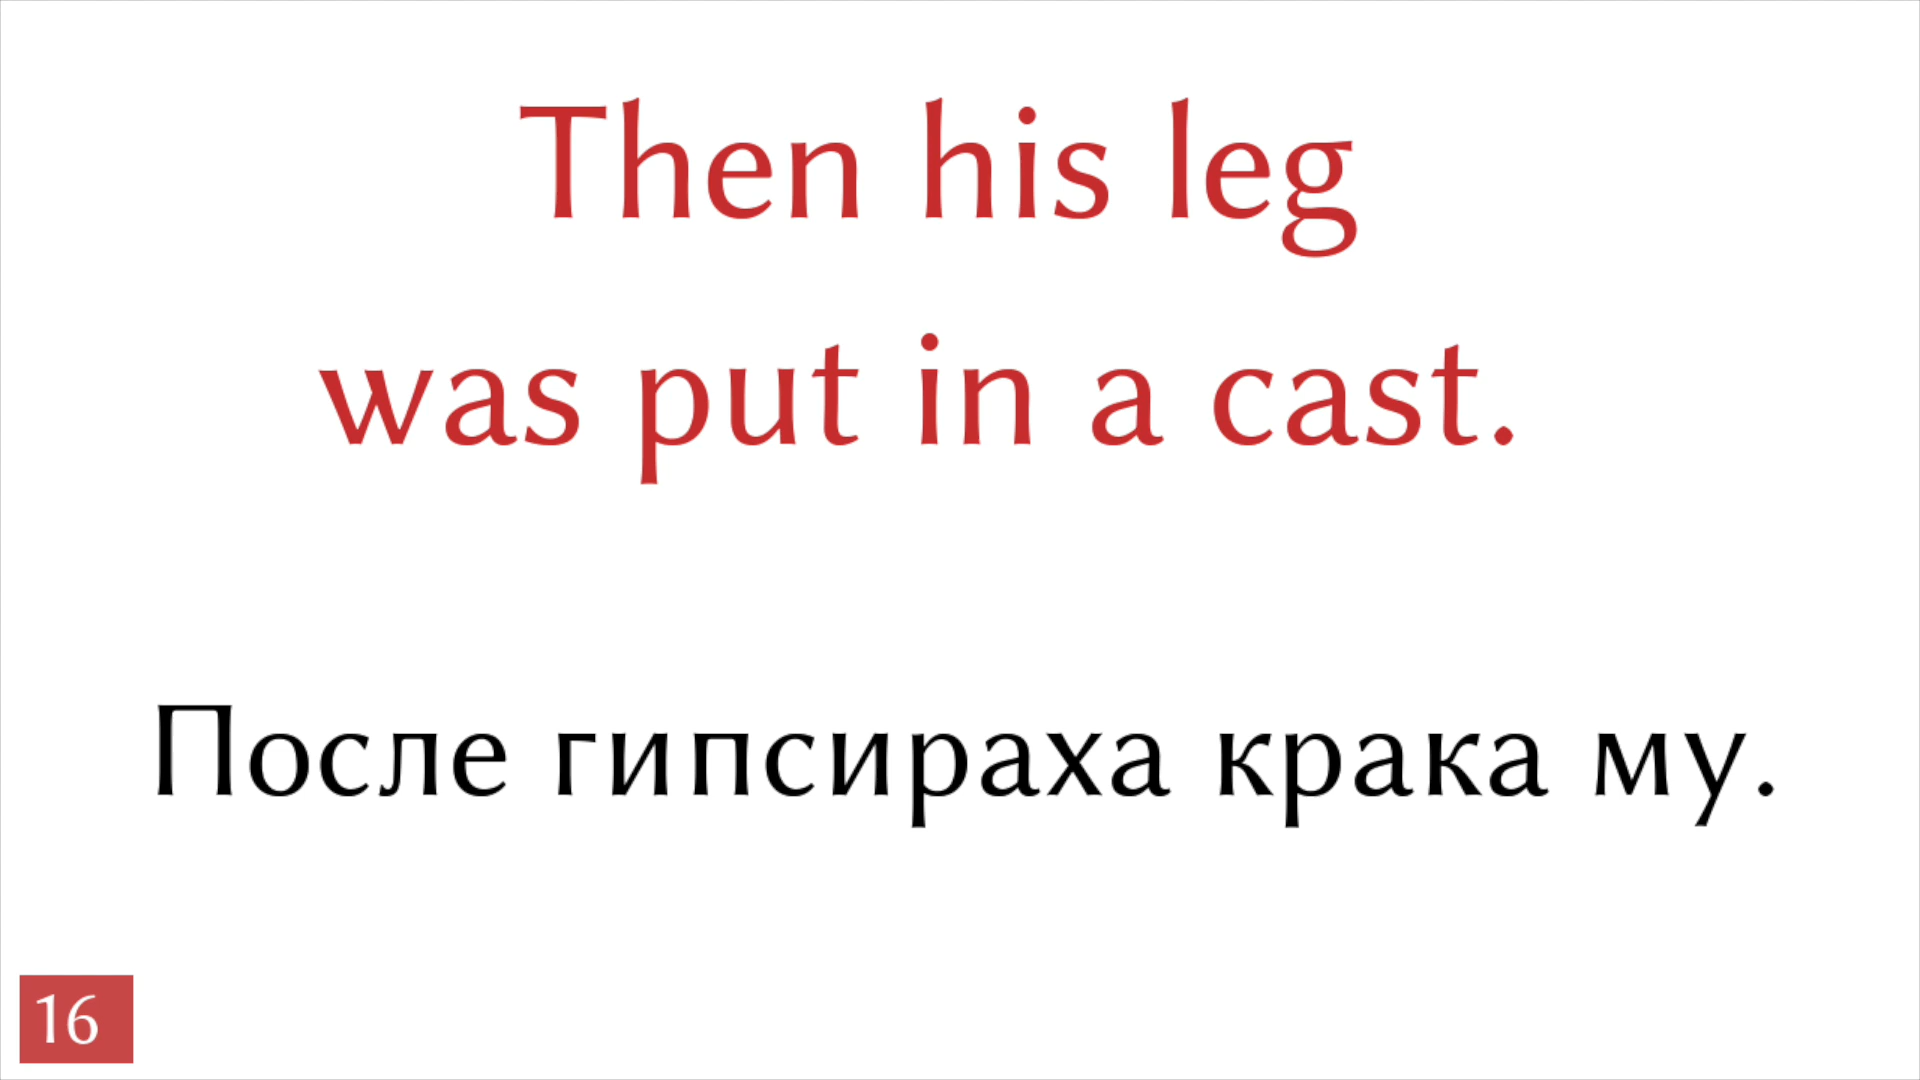 Then his leg
was put in a cast.
После гипсираха крака му.
16